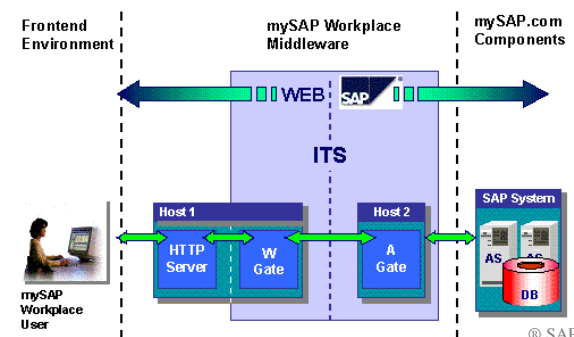 Frontend
Environment
mySAP Workplace
Middleware
mySAP.com
Components
WEB
SAP
ITS
Host 1
Host 2
SAP System
HTTP
Server
W
Gate
A
Gate
AS
AS
DB
mySAP
Workplace
User
® SAP